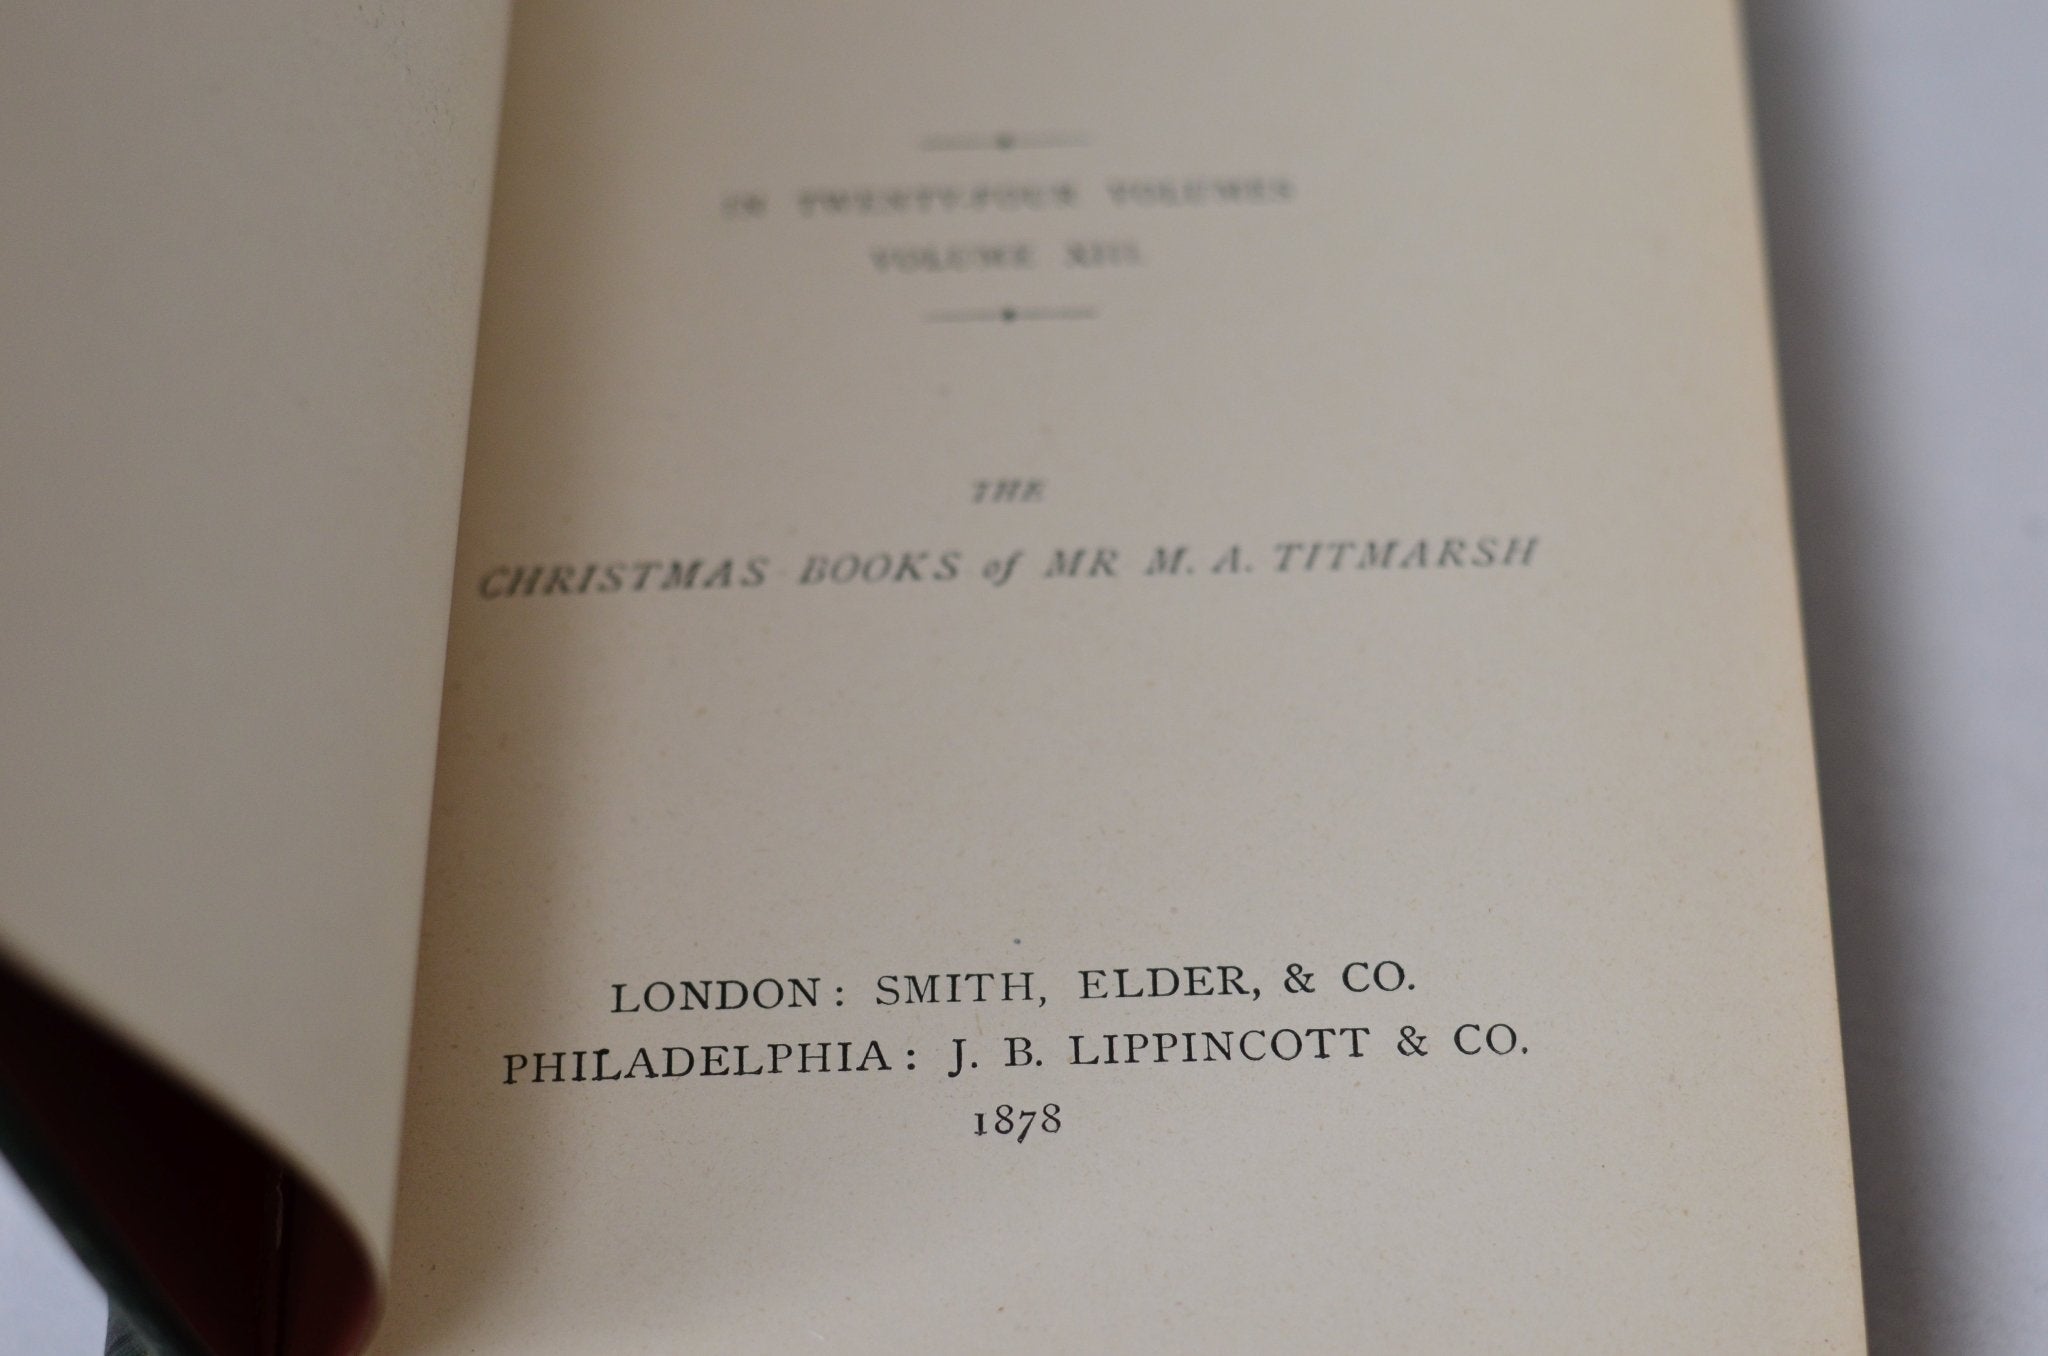 IN TWENTY-FOUR VOLUMES
VOLUME XIII.
THE
CHRISTMAS BOOKS of MR M. A. TITMARSH
LONDON: SMITH, ELDER, & CO.
PHILADELPHIA: J. B. LIPPINCOTT & CO.
1878